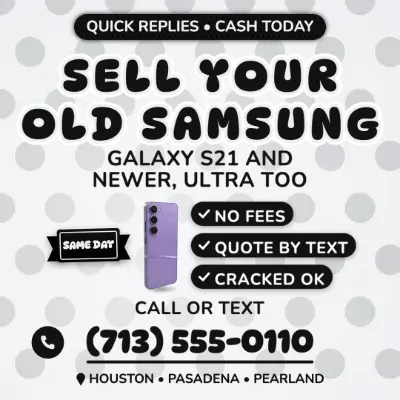 QUICK REPLIES • CASH TODAY
SELL YOUR
OLD SAMSUNG
GALAXY S21 AND
NEWER, ULTRA TOO
SAME DAY
NO FEES
QUOTE BY TEXT
CRACKED OK
CALL OR TEXT
(713) 555-0110
HOUSTON • PASADENA • PEARLAND